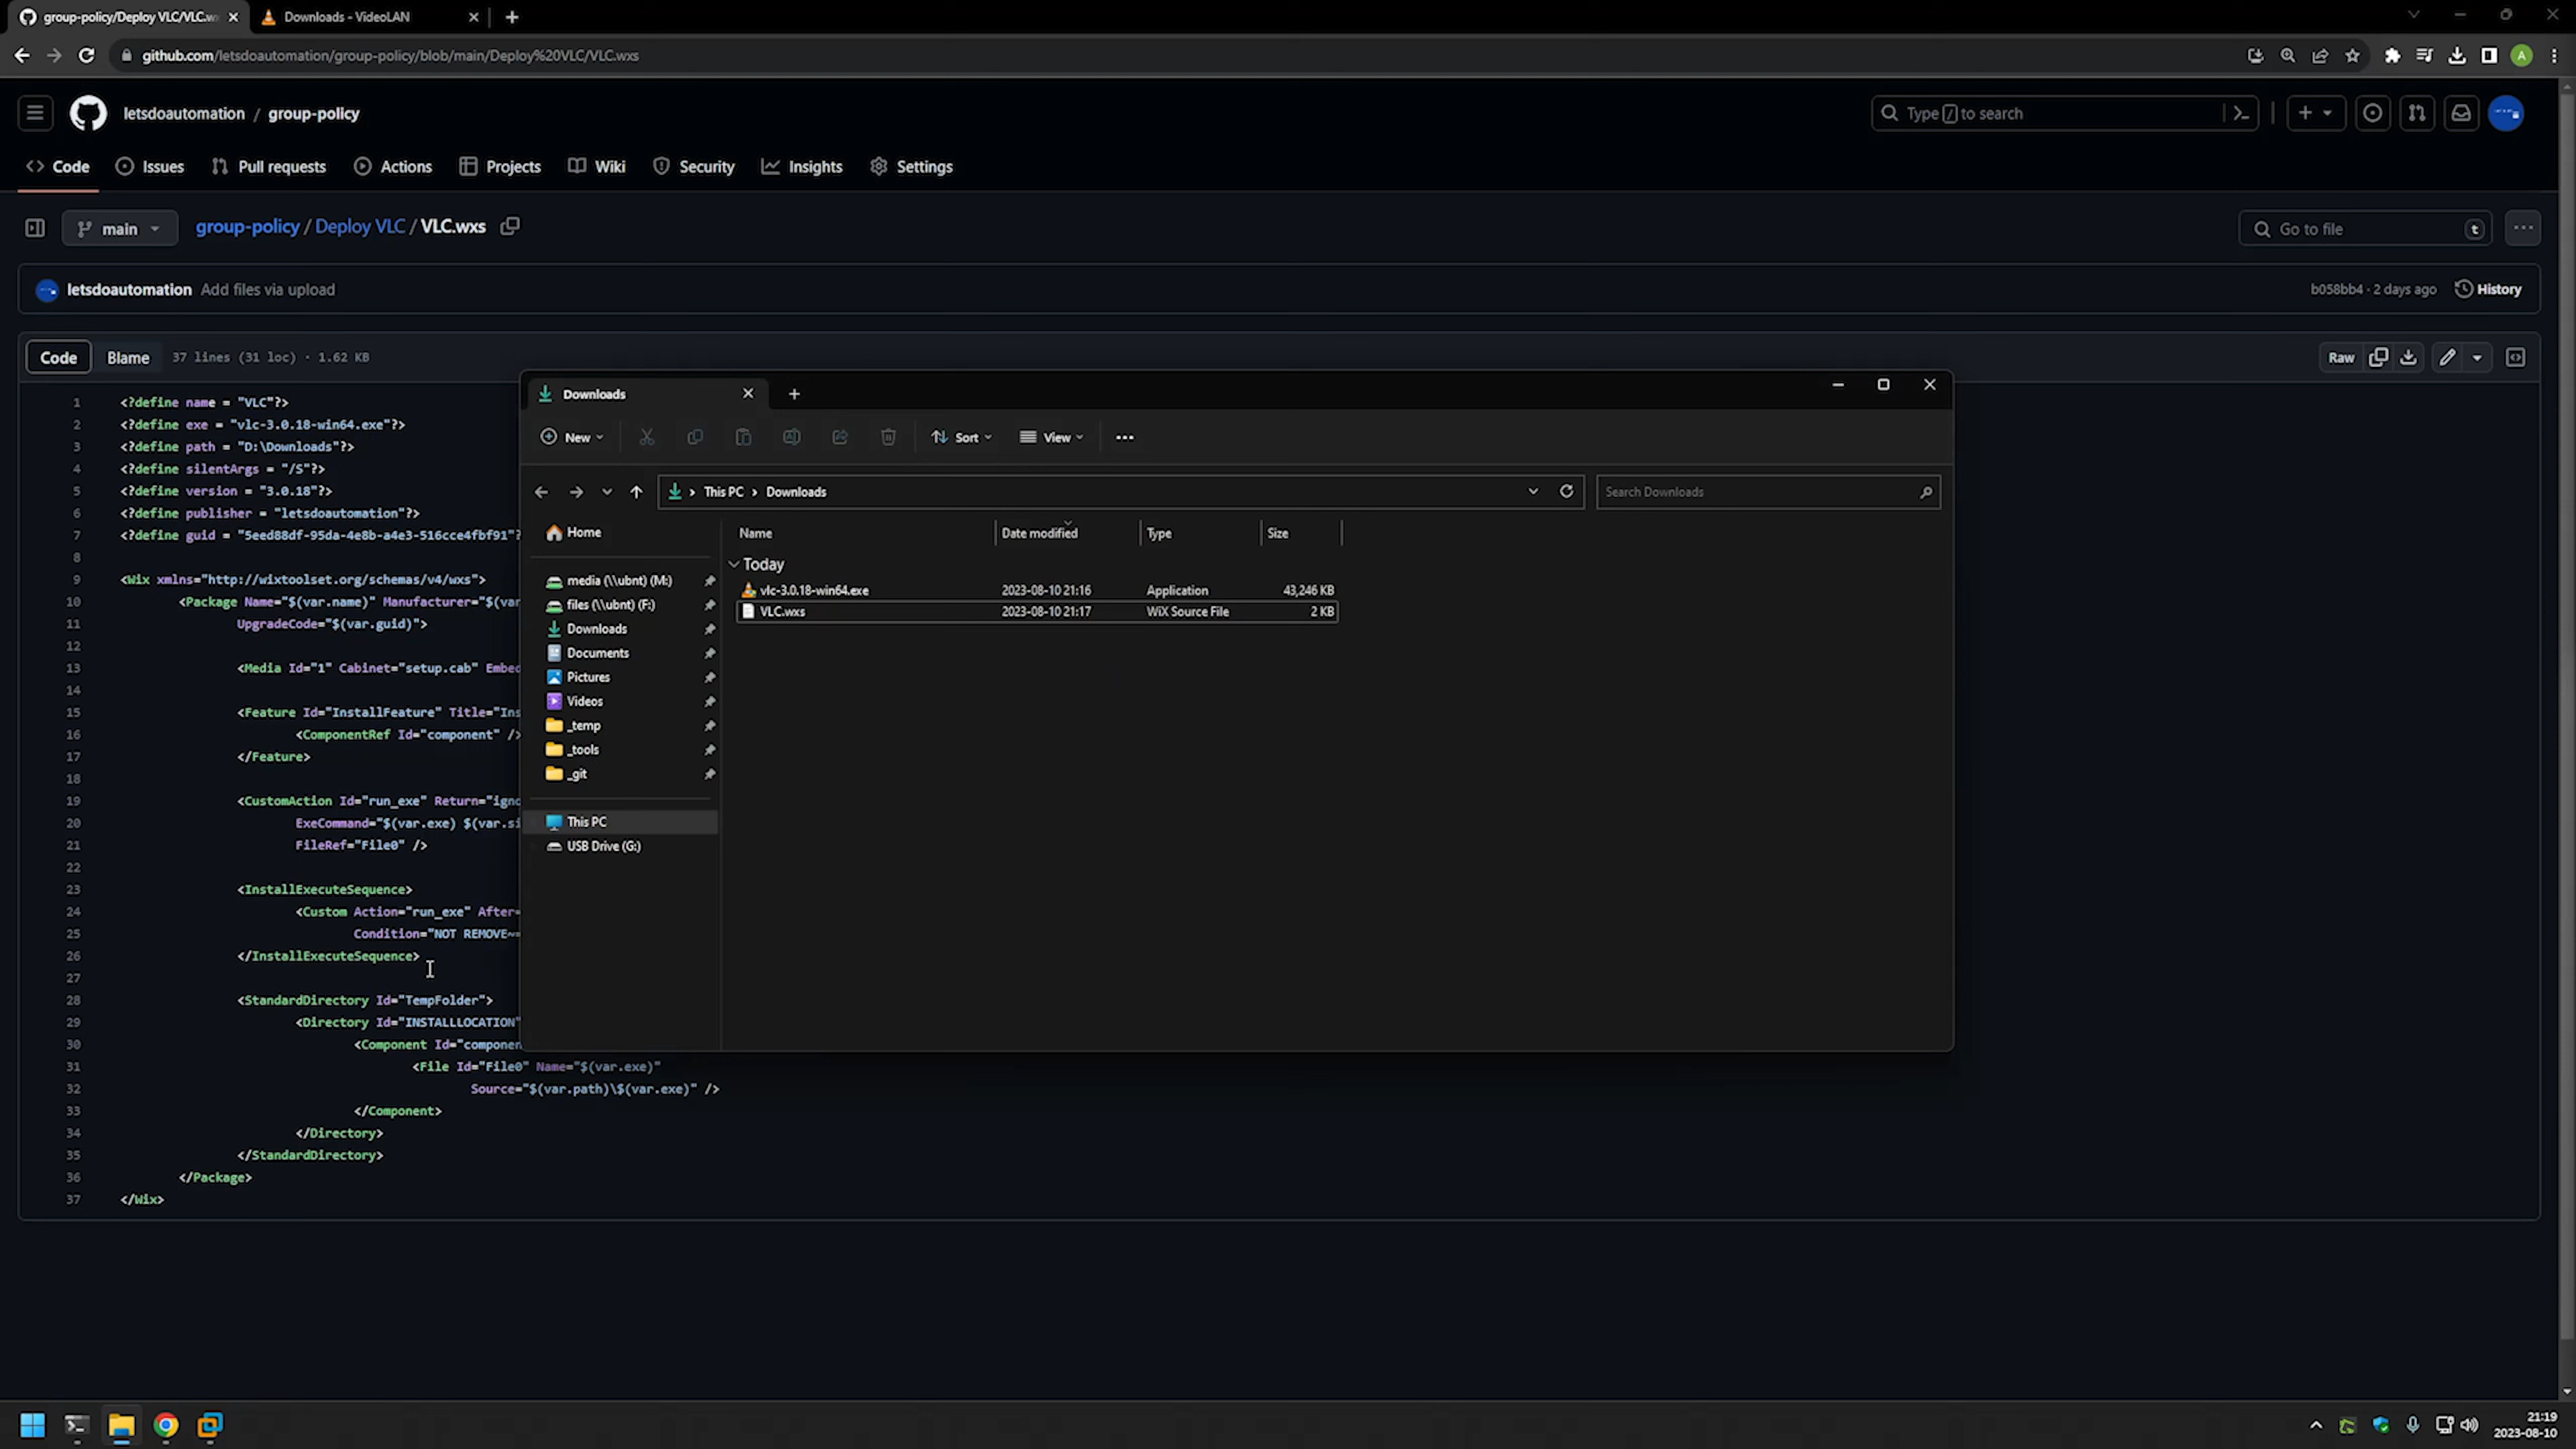 group-policy/Deploy VLC/VLC.w
Downloads - VideoLAN
github.com/letsdoautomation/group-policy/blob/main/Deploy%20VLC/VLC.wxs
A
letsdoautomation / group-policy
Type / to search
Code
Issues
Pull requests
Actions
Projects
Wiki
Security
Insights
Settings
main
group-policy / Deploy VLC / VLC.wxs
Go to file
t
letsdoautomation Add files via upload
b058bb4 · 2 days ago
History
Code
Blame
37 lines (31 loc) · 1.62 KB
Raw
1 <?define name = "VLC"?>
2 <?define exe = "vlc-3.0.18-win64.exe"?>
3 <?define path = "D:\Downloads"?>
4 <?define silentArgs = "/S"?>
5 <?define version = "3.0.18"?>
6 <?define publisher = "letsdoautomation"?>
7 <?define guid = "5eed88df-95da-4e8b-a4e3-516cce4fbf91"?
8
9 <Wix xmlns="http://wixtoolset.org/schemas/v4/wxs">
10 <Package Name="$(var.name)" Manufacturer="$(var
11 UpgradeCode="$(var.guid)">
12
13 <Media Id="1" Cabinet="setup.cab" Embed
14
15 <Feature Id="InstallFeature" Title="Ins
16 <ComponentRef Id="component" />
17 </Feature>
18
19 <CustomAction Id="run_exe" Return="igno
20 ExeCommand="$(var.exe) $(var.si
21 FileRef="File0" />
22
23 <InstallExecuteSequence>
24 <Custom Action="run_exe" After=
25 Condition="NOT REMOVE~=
26 </InstallExecuteSequence>
27
28 <StandardDirectory Id="TempFolder">
29 <Directory Id="INSTALLLOCATION"
30 <Component Id="componen
31 <File Id="File0" Name="$(var.exe)"
32 Source="$(var.path)\$(var.exe)" />
33 </Component>
34 </Directory>
35 </StandardDirectory>
36 </Package>
37 </Wix>
Downloads
New
Sort
View
This PC > Downloads
Search Downloads
Home
media (\\ubnt) (M:)
files (\\ubnt) (F:)
Downloads
Documents
Pictures
Videos
_temp
_tools
_git
This PC
USB Drive (G:)
Name Date modified Type Size
Today
vlc-3.0.18-win64.exe 2023-08-10 21:16 Application 43,246 KB
VLC.wxs 2023-08-10 21:17 WiX Source File 2 KB
21:19
2023-08-10